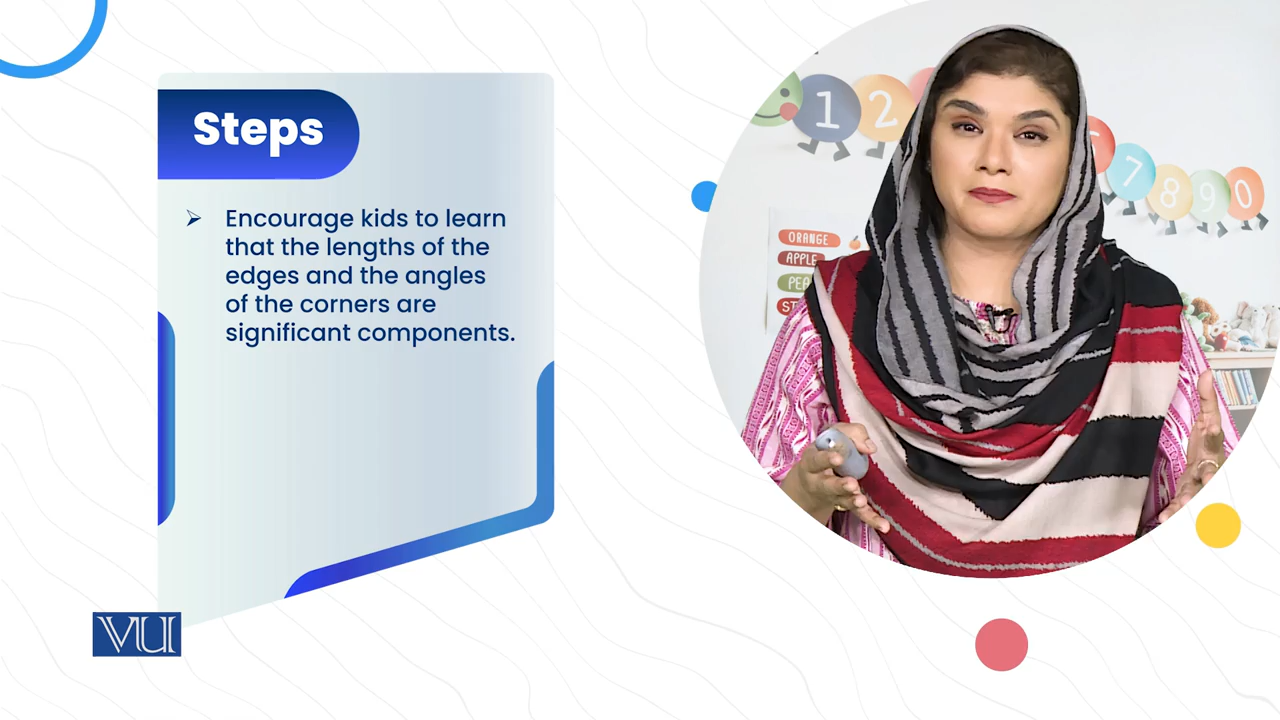 Steps
➢ Encourage kids to learn
that the lengths of the
edges and the angles
of the corners are
significant components.
VU
1 2
6 7 8 9 0
ORANGE
APPLE